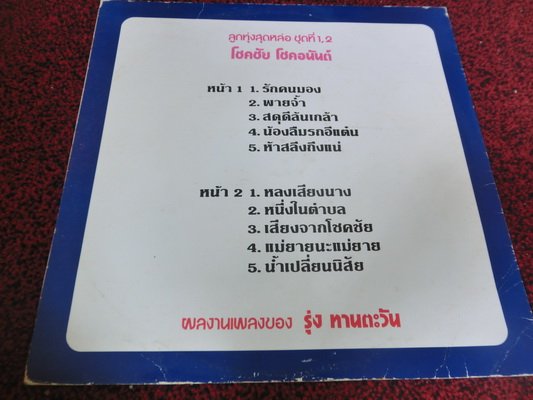 ลูกทุ่งสุดหล่อ ชุดที่ 1, 2
โชคชัย โชคอนันต์
หน้า 1 1. รักคนมอง
2. พายจ๋า
3. สดุดีลันเกล้า
4. น้องลืมรกอีแต๋น
5. ห้าสลึงถึงแน่
หน้า 2 1. หลงเสียงนาง
2. หนึ่งในตำบล
3. เสียงจากโชคชัย
4. แม่ยายนะแม่ยาย
5. น้ำเปลี่ยนนิสัย
ผลงานเพลงของ รุ่ง ทานตะวัน